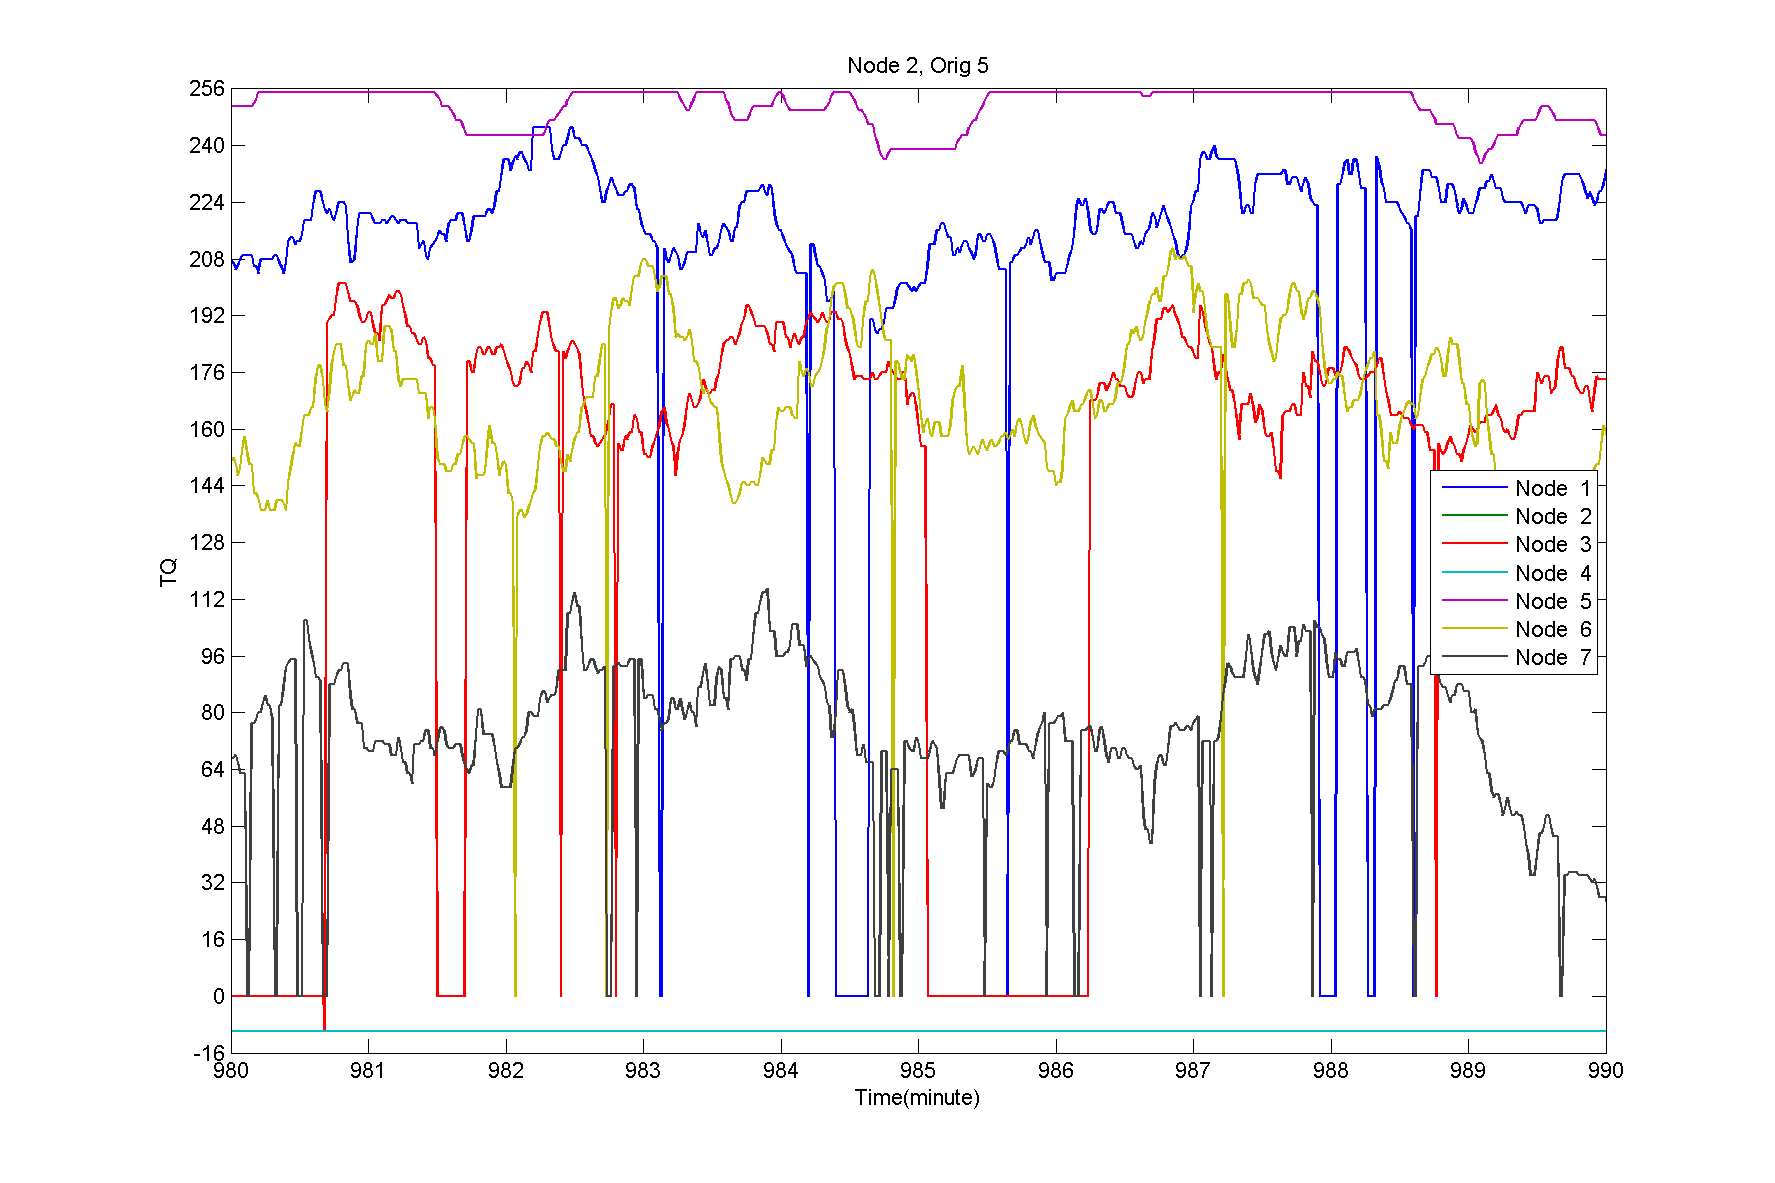 Node 2, Orig 5
256
240
224
208
192
176
160
144
128
112
96
80
64
48
32
16
0
-16
TQ
980 981 982 983 984 985 986 987 988 989 990
Time(minute)
Node 1
Node 2
Node 3
Node 4
Node 5
Node 6
Node 7